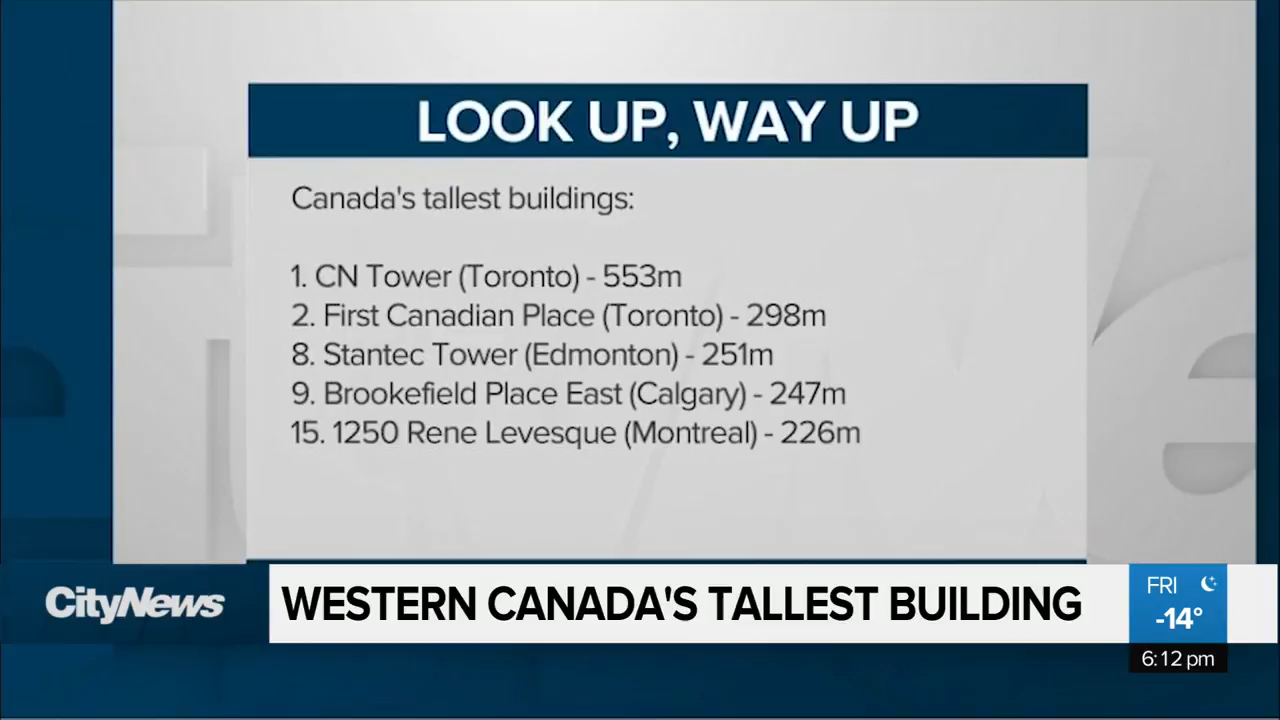 LOOK UP, WAY UP
Canada's tallest buildings:
1. CN Tower (Toronto) - 553m
2. First Canadian Place (Toronto) - 298m
8. Stantec Tower (Edmonton) - 251m
9. Brookefield Place East (Calgary) - 247m
15. 1250 Rene Levesque (Montreal) - 226m
CityNews
WESTERN CANADA'S TALLEST BUILDING
FRI
-14°
6:12 pm